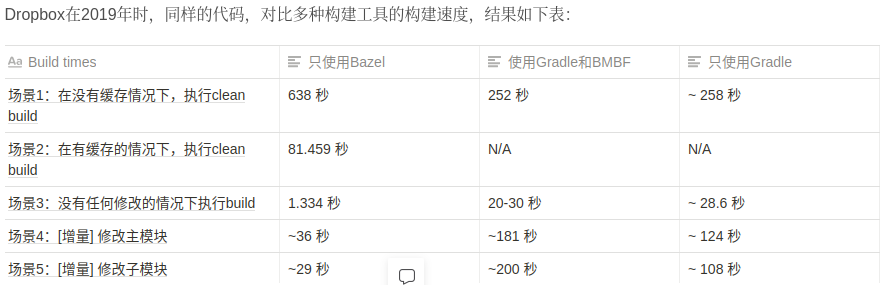 Dropbox在2019年时，同样的代码，对比多种构建工具的构建速度，结果如下表：
Aa Build times 只使用Bazel 使用Gradle和BMBF 只使用Gradle
场景1：在没有缓存情况下，执行clean build 638 秒 252 秒 ~ 258 秒
场景2：在有缓存的情况下，执行clean build 81.459 秒 N/A N/A
场景3：没有任何修改的情况下执行build 1.334 秒 20-30 秒 ~ 28.6 秒
场景4：[增量] 修改主模块 ~36 秒 ~181 秒 ~ 124 秒
场景5：[增量] 修改子模块 ~29 秒 ~200 秒 ~ 108 秒